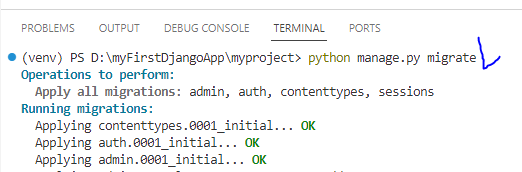 PROBLEMS OUTPUT DEBUG CONSOLE TERMINAL PORTS
(venv) PS D:\myFirstDjangoApp\myproject> python manage.py migrate
Operations to perform:
Apply all migrations: admin, auth, contenttypes, sessions
Running migrations:
Applying contenttypes.0001_initial... OK
Applying auth.0001_initial... OK
Applying admin.0001_initial... OK